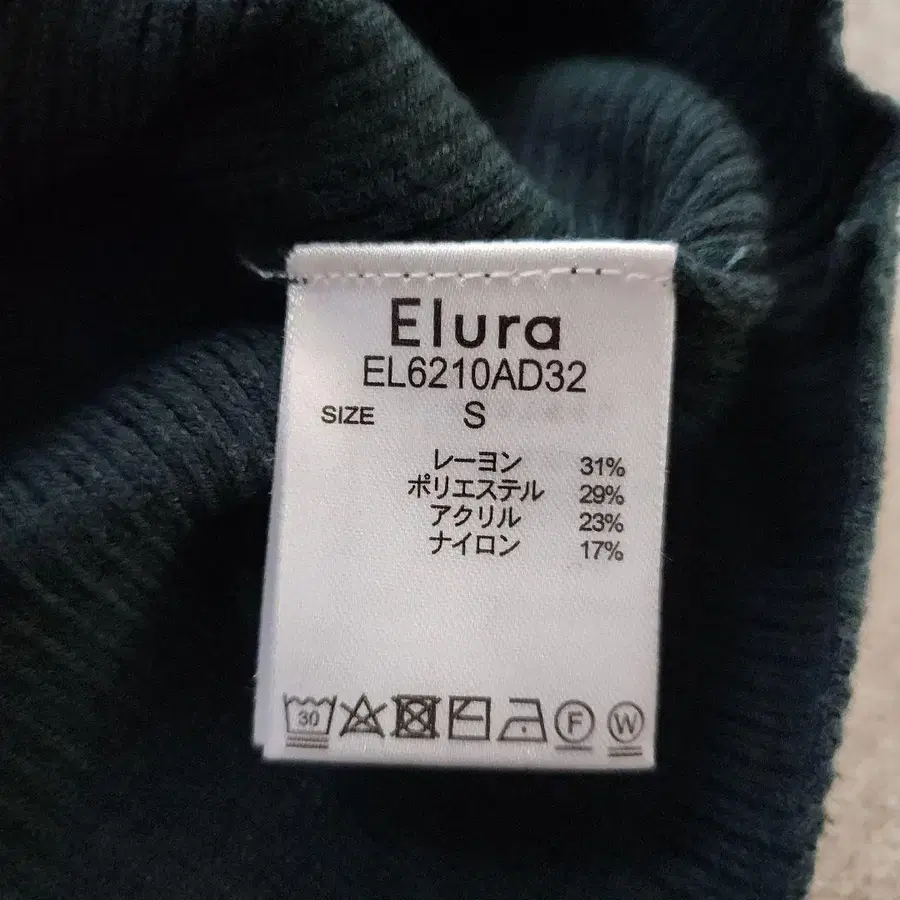 Elura
EL6210AD32
SIZE S
レーヨン 31%
ポリエステル 29%
アクリル 23%
ナイロン 17%
30 F W